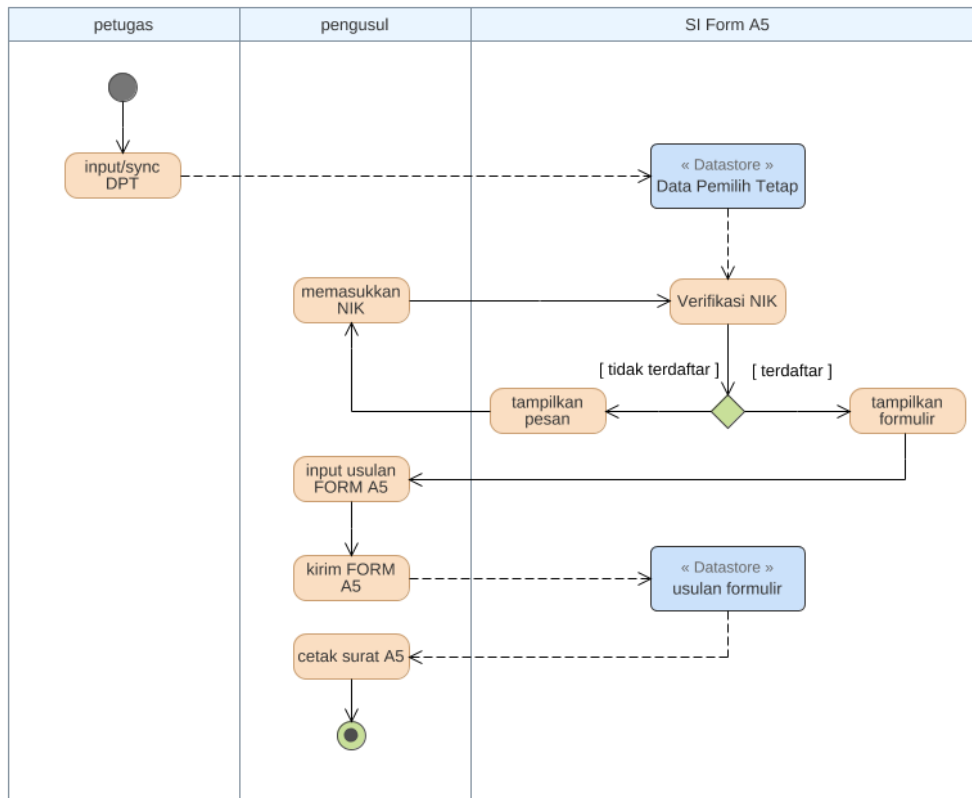 petugas
pengusul
SI Form A5
input/sync
DPT
« Datastore »
Data Pemilih Tetap
memasukkan
NIK
Verifikasi NIK
[ tidak terdaftar ]
[ terdaftar ]
tampilkan
pesan
tampilkan
formulir
input usulan
FORM A5
kirim FORM
A5
« Datastore »
usulan formulir
cetak surat A5